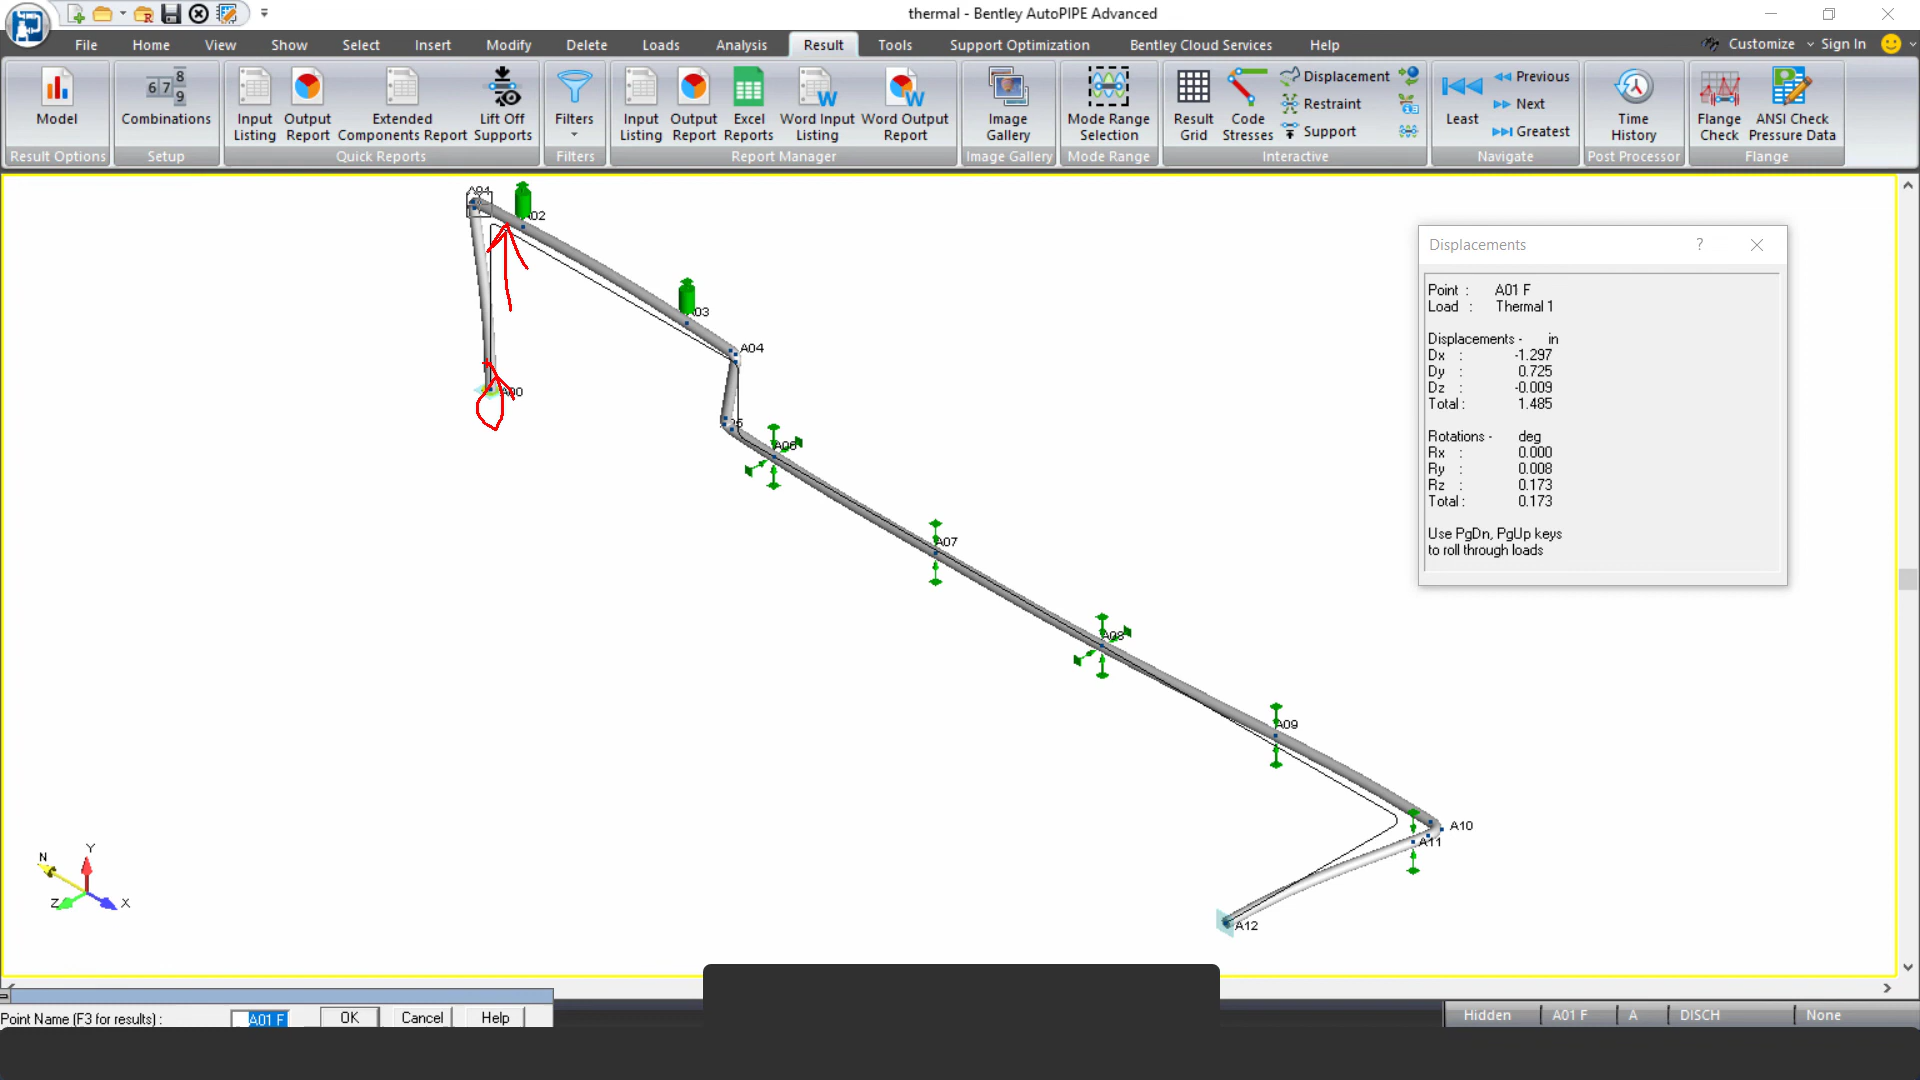 thermal - Bentley AutoPIPE Advanced
File Home View Show Select Insert Modify Delete Loads Analysis Result Tools Support Optimization Bentley Cloud Services Help Customize Sign In
Model
Combinations
Input Listing
Output Report
Extended Components Report
Lift Off Supports
Filters
Input Listing
Output Report
Excel Reports
Word Input Listing
Word Output Report
Image Gallery
Mode Range Selection
Result Grid
Code Stresses
Displacement
Restraint
Support
Least
Previous
Next
Greatest
Time History
Flange Check
ANSI Check Pressure Data
Result Options Setup Quick Reports Filters Report Manager Image Gallery Mode Range Interactive Navigate Post Processor Flange
A01
A02
A03
A04
A00
A06
A07
A08
A09
A10
A11
A12
Displacements ?
Point : A01 F
Load : Thermal 1
Displacements - in
Dx : -1.297
Dy : 0.725
Dz : -0.009
Total : 1.485
Rotations - deg
Rx : 0.000
Ry : 0.008
Rz : 0.173
Total : 0.173
Use PgDn, PgUp keys
to roll through loads
N
Y
Z
X
Point Name (F3 for results) : A01 F OK Cancel Help
Hidden A01 F A DISCH None